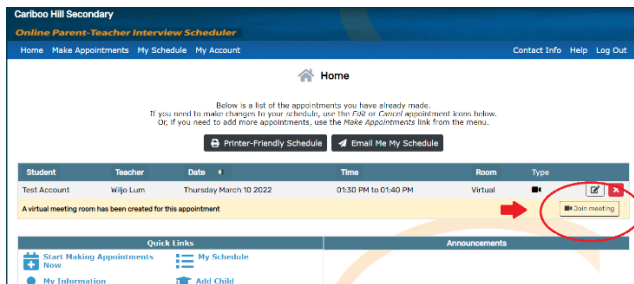 Cariboo Hill Secondary
Online Parent-Teacher Interview Scheduler
Home Make Appointments My Schedule My Account Contact Info Help Log Out
Home
Below is a list of the appointments you have already made.
If you need to make changes to your schedule, use the Edit or Cancel appointment icons below.
Or, if you need to add more appointments, use the Make Appointments link from the menu.
Printer-Friendly Schedule Email Me My Schedule
Student Teacher Date Time Room Type
Test Account Wiljo Lum Thursday March 10 2022 01:30 PM to 01:40 PM Virtual
A virtual meeting room has been created for this appointment Join meeting
Quick Links Announcements
Start Making Appointments Now My Schedule
My Information Add Child